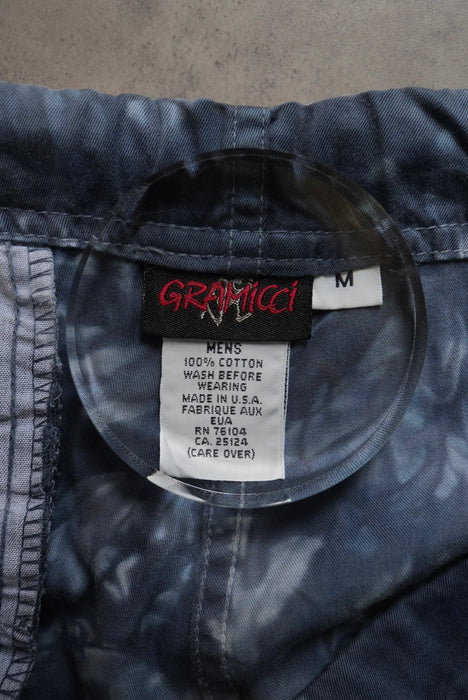 GRAMICCi
M
MENS
100% COTTON
WASH BEFORE
WEARING
MADE IN U.S.A.
FABRIQUE AUX
EUA
RN 76104
CA. 25124
(CARE OVER)